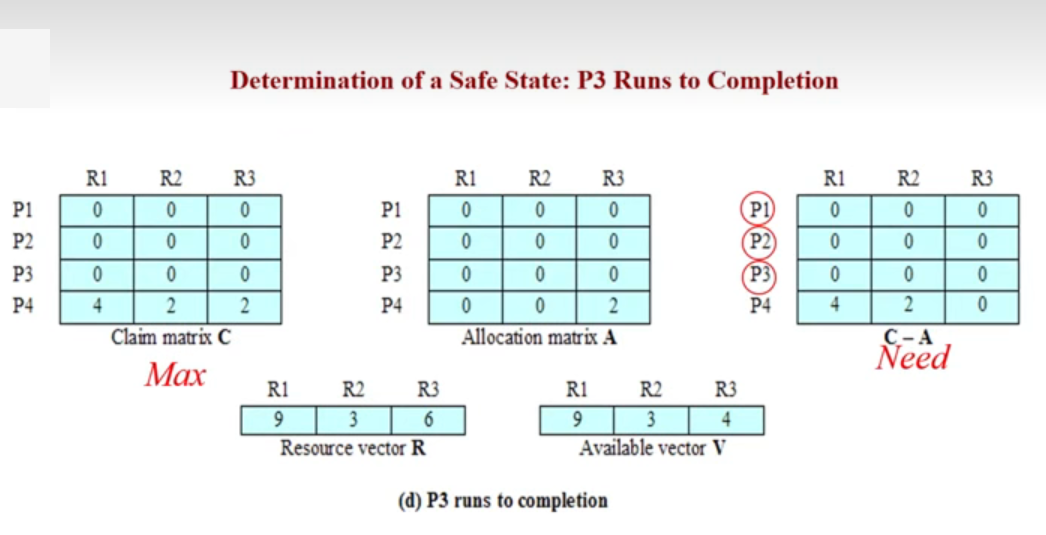 Determination of a Safe State: P3 Runs to Completion
R1 R2 R3
P1 0 0 0
P2 0 0 0
P3 0 0 0
P4 4 2 2
Claim matrix C
Max
R1 R2 R3
P1 0 0 0
P2 0 0 0
P3 0 0 0
P4 0 0 2
Allocation matrix A
R1 R2 R3
P1 0 0 0
P2 0 0 0
P3 0 0 0
P4 4 2 0
C – A
Need
R1 R2 R3
9 3 6
Resource vector R
R1 R2 R3
9 3 4
Available vector V
(d) P3 runs to completion